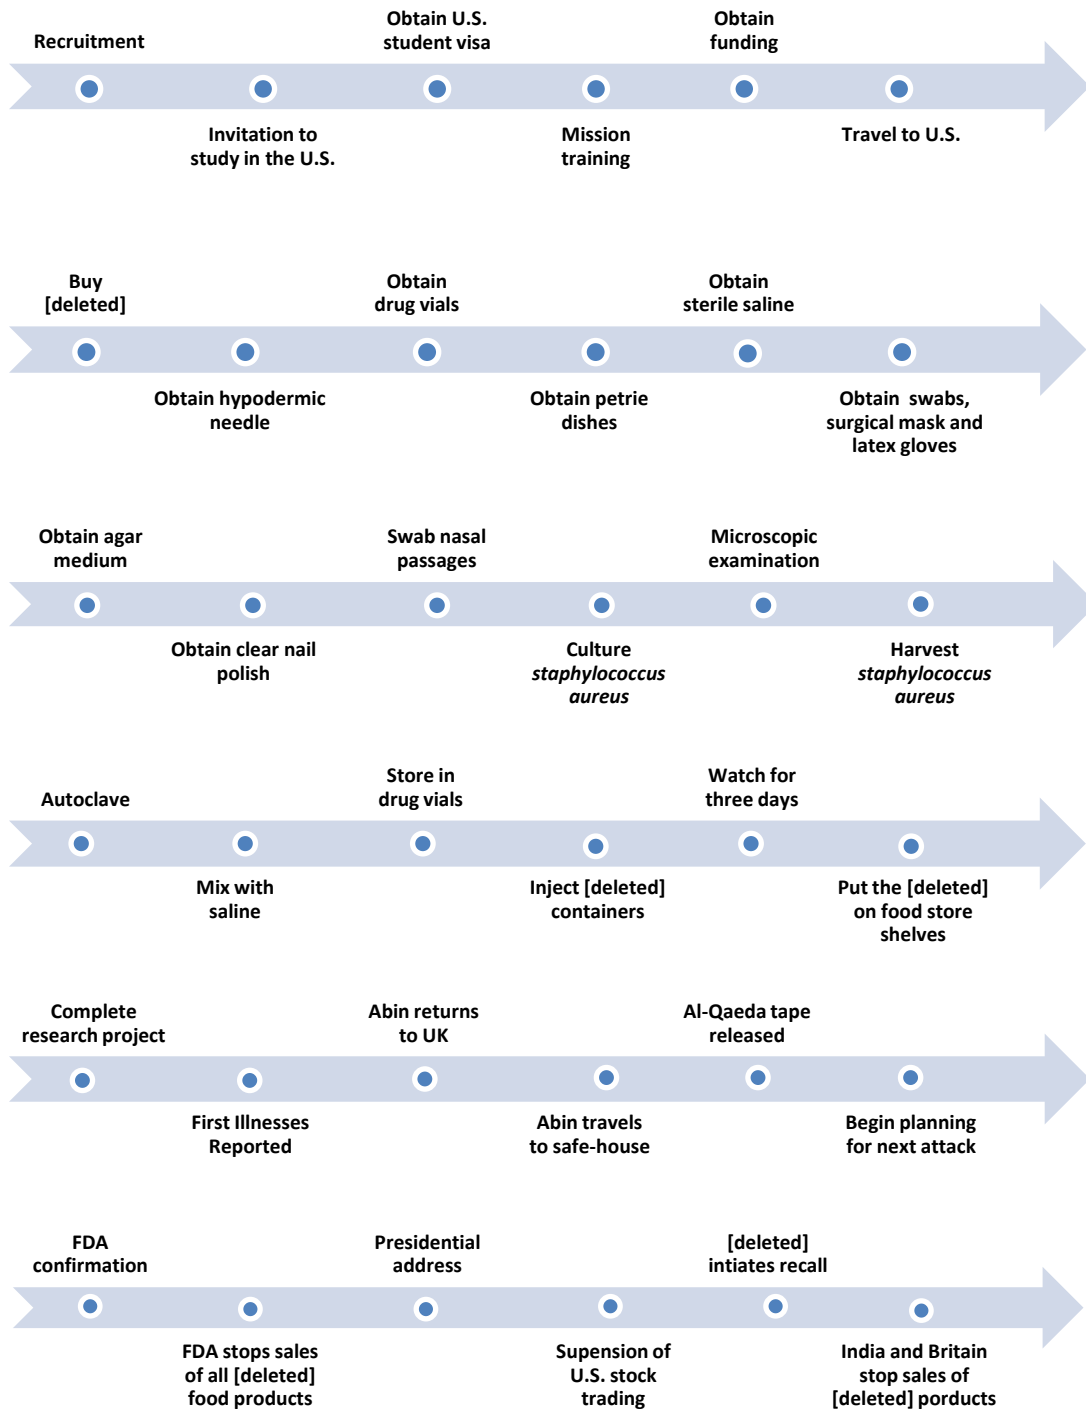 Recruitment
Invitation to
study in the U.S.
Obtain U.S.
student visa
Mission
training
Obtain
funding
Travel to U.S.
Buy
[deleted]
Obtain hypodermic
needle
Obtain
drug vials
Obtain petrie
dishes
Obtain
sterile saline
Obtain swabs,
surgical mask and
latex gloves
Obtain agar
medium
Obtain clear nail
polish
Swab nasal
passages
Culture
staphylococcus
aureus
Microscopic
examination
Harvest
staphylococcus
aureus
Autoclave
Mix with
saline
Store in
drug vials
Inject [deleted]
containers
Watch for
three days
Put the [deleted]
on food store
shelves
Complete
research project
First Illnesses
Reported
Abin returns
to UK
Abin travels
to safe-house
Al-Qaeda tape
released
Begin planning
for next attack
FDA
confirmation
FDA stops sales
of all [deleted]
food products
Presidential
address
Supension of
U.S. stock
trading
[deleted]
intiates recall
India and Britain
stop sales of
[deleted] porducts